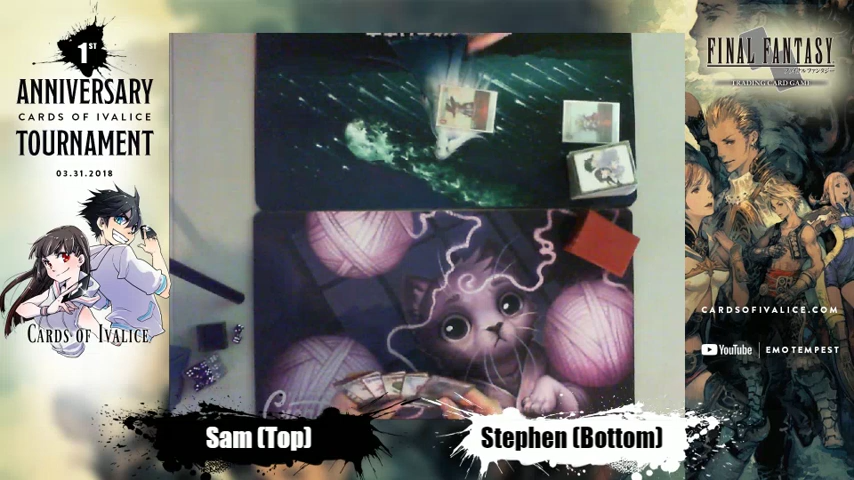 1ST
ANNIVERSARY
CARDS OF IVALICE
TOURNAMENT
03.31.2018
CARDS OF IVALICE
FINAL FANTASY
TRADING CARD GAME
CARDSOFIVALICE.COM
YouTube | EMOTEMPEST
Sam (Top)
Stephen (Bottom)